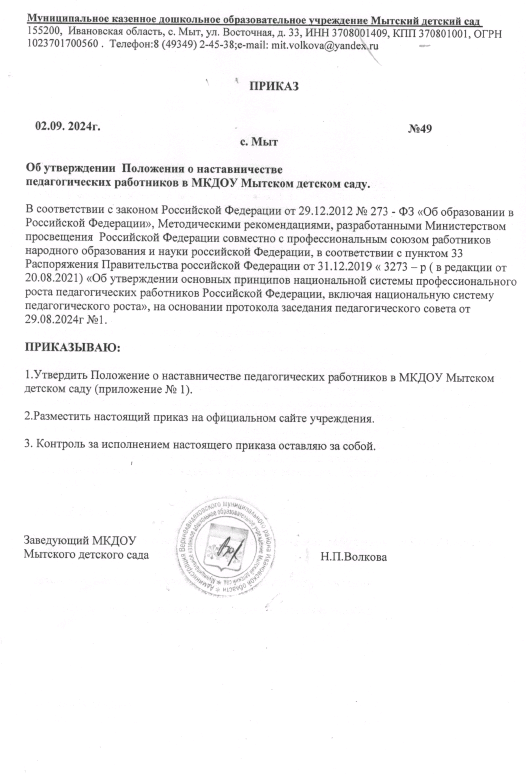 Муниципальное казенное дошкольное образовательное учреждение Мытский детский сад
155200,  Ивановская область, с. Мыт, ул. Восточная, д. 33, ИНН 3708001409, КПП 370801001, ОГРН
1023701700560 .  Телефон:8 (49349) 2-45-38;e-mail: mit.volkova@yandex.ru
ПРИКАЗ
02.09. 2024г.
№49
с. Мыт
Об утверждении  Положения о наставничестве
педагогических работников в МКДОУ Мытском детском саду.
В соответствии с законом Российской Федерации от 29.12.2012 № 273 - ФЗ «Об образовании в
Российской Федерации», Методическими рекомендациями, разработанными Министерством
просвещения  Российской Федерации совместно с профессиональным союзом работников
народного образования и науки российской Федерации, в соответствии с пунктом 33
Распоряжения Правительства российской Федерации от 31.12.2019 « 3273 – р ( в редакции от
20.08.2021) «Об утверждении основных принципов национальной системы профессионального
роста педагогических работников Российской Федерации, включая национальную систему
педагогического роста», на основании протокола заседания педагогического совета от
29.08.2024г №1.
ПРИКАЗЫВАЮ:
1.Утвердить Положение о наставничестве педагогических работников в МКДОУ Мытском
детском саду (приложение № 1).
2.Разместить настоящий приказ на официальном сайте учреждения.
3. Контроль за исполнением настоящего приказа оставляю за собой.
Заведующий МКДОУ
Мытского детского сада
Н.П.Волкова